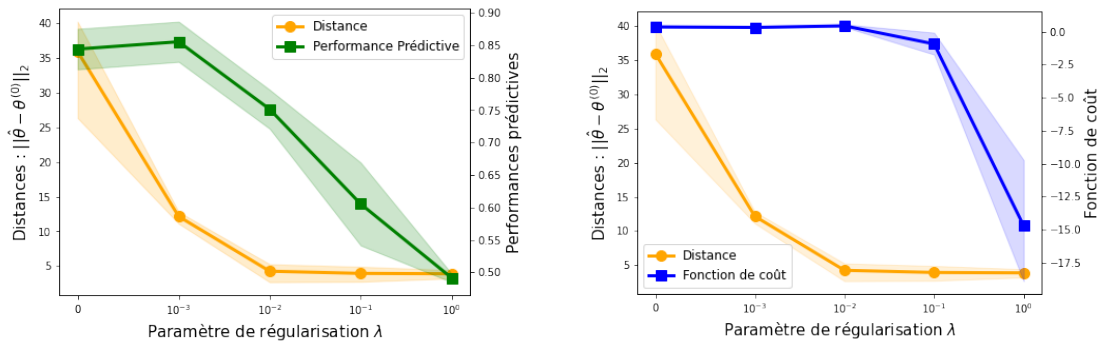 Distances : ||θ̂ − θ⁽⁰⁾||₂
40
35
30
25
20
15
10
5
Distance
Performance Prédictive
0.90
0.85
0.80
0.75
0.70
0.65
0.60
0.55
0.50
Performances prédictives
0 10⁻³ 10⁻² 10⁻¹ 10⁰
Paramètre de régularisation λ
Distances : ||θ̂ − θ⁽⁰⁾||₂
40
35
30
25
20
15
10
5
Distance
Fonction de coût
0.0
−2.5
−5.0
−7.5
−10.0
−12.5
−15.0
−17.5
Fonction de coût
0 10⁻³ 10⁻² 10⁻¹ 10⁰
Paramètre de régularisation λ